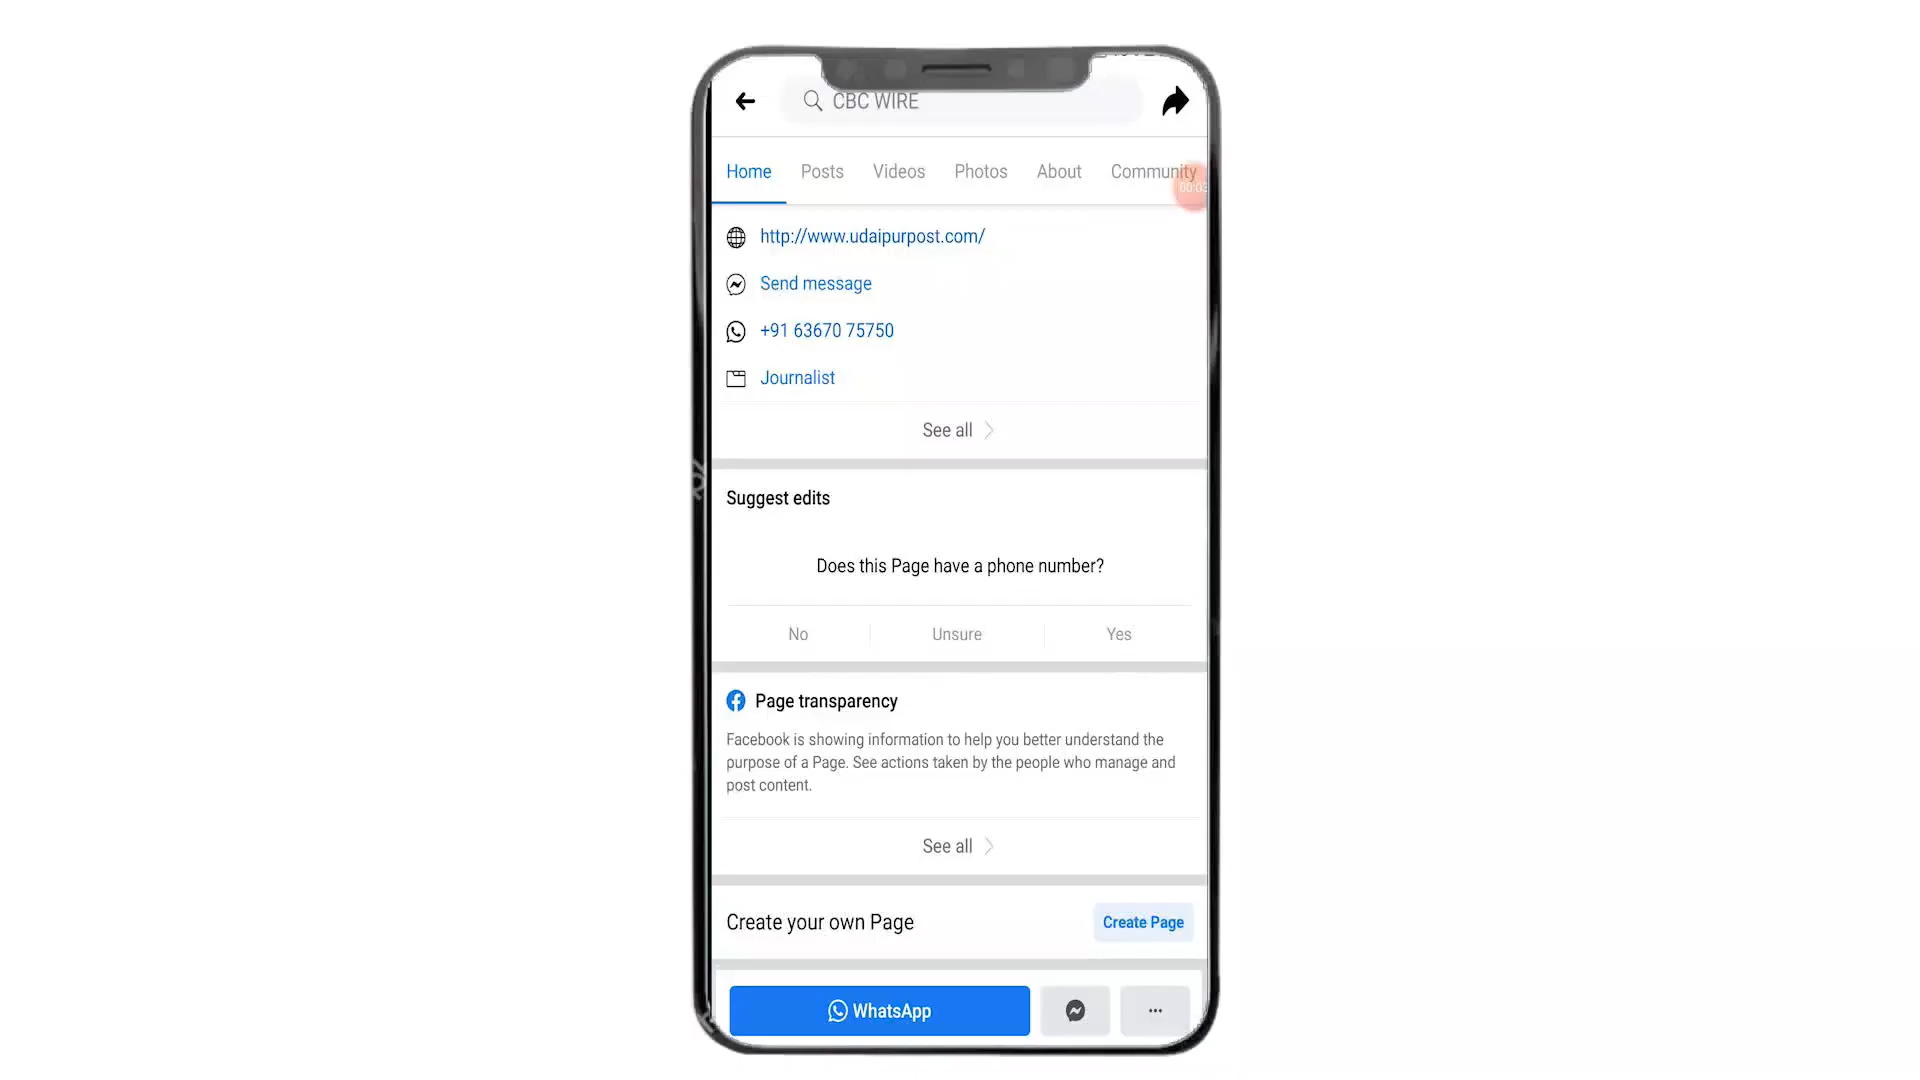 CBC WIRE
Home Posts Videos Photos About Community
00:03
http://www.udaipurpost.com/
Send message
+91 63670 75750
Journalist
See all
Suggest edits
Does this Page have a phone number?
No Unsure Yes
Page transparency
Facebook is showing information to help you better understand the
purpose of a Page. See actions taken by the people who manage and
post content.
See all
Create your own Page Create Page
WhatsApp